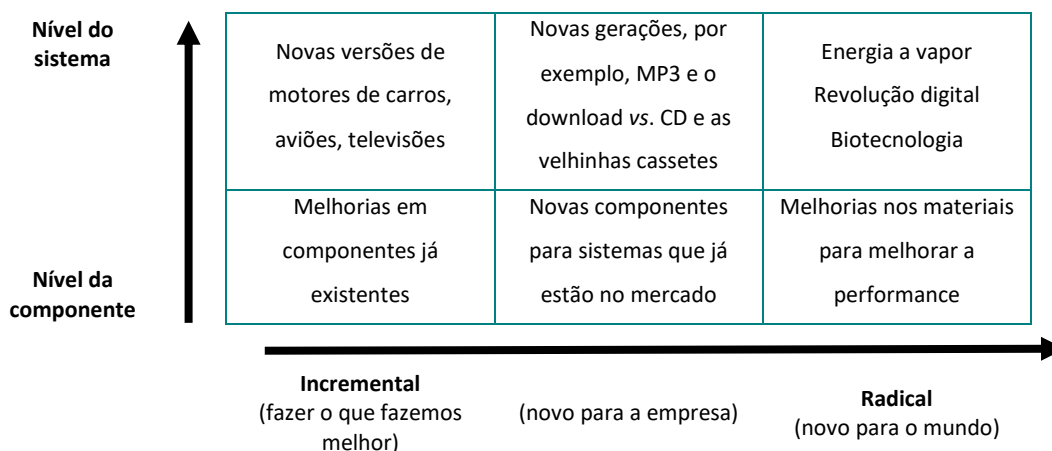 Nível do
sistema
Novas versões de
motores de carros,
aviões, televisões
Novas gerações, por
exemplo, MP3 e o
download vs. CD e as
velhinhas cassetes
Energia a vapor
Revolução digital
Biotecnologia
Nível da
componente
Melhorias em
componentes já
existentes
Novas componentes
para sistemas que já
estão no mercado
Melhorias nos materiais
para melhorar a
performance
Incremental
(fazer o que fazemos
melhor)
(novo para a empresa)
Radical
(novo para o mundo)